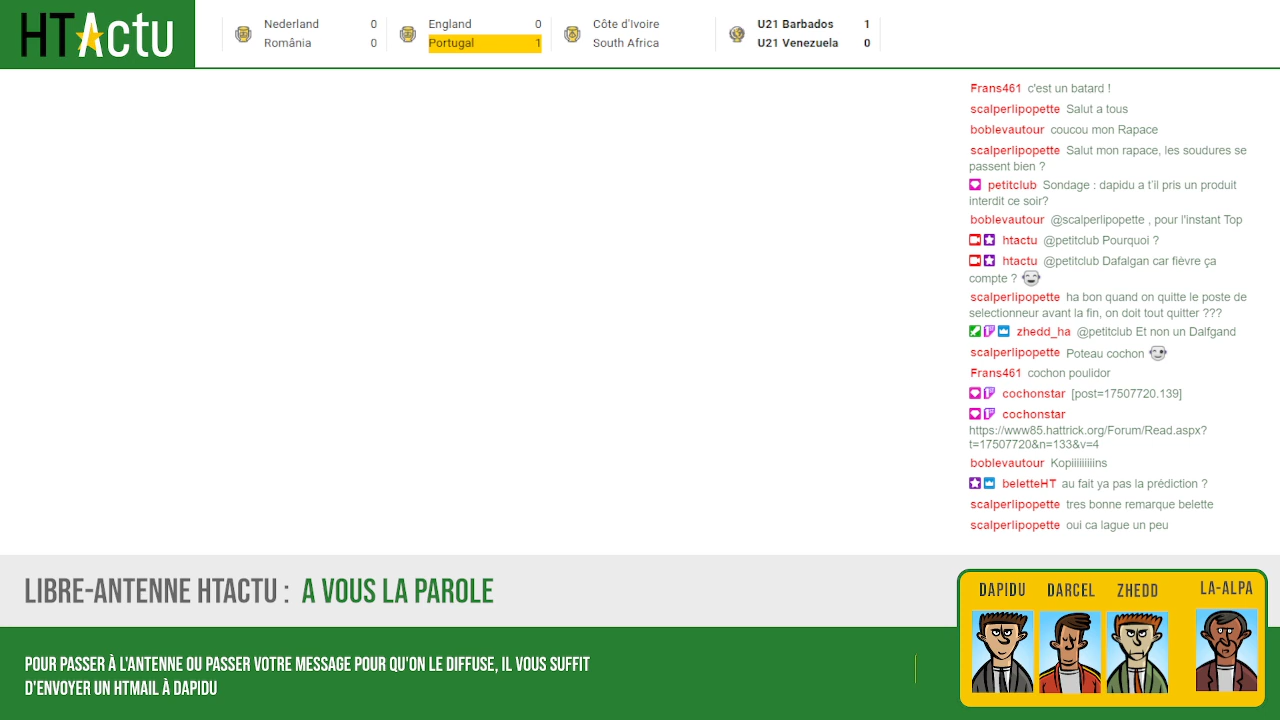 HTActu
Nederland 0
România 0
England 0
Portugal 1
Côte d'Ivoire
South Africa
U21 Barbados 1
U21 Venezuela 0
Frans461 c'est un batard !
scalperlipopette Salut a tous
boblevautour coucou mon Rapace
scalperlipopette Salut mon rapace, les soudures se
passent bien ?
petitclub Sondage : dapidu a t'il pris un produit
interdit ce soir?
boblevautour @scalperlipopette , pour l'instant Top
htactu @petitclub Pourquoi ?
htactu @petitclub Dafalgan car fièvre ça
compte ?
scalperlipopette ha bon quand on quitte le poste de
selectionneur avant la fin, on doit tout quitter ???
zhedd_ha @petitclub Et non un Dalfgand
scalperlipopette Poteau cochon
Frans461 cochon poulidor
cochonstar [post=17507720.139]
cochonstar
https://www85.hattrick.org/Forum/Read.aspx?
t=17507720&n=133&v=4
boblevautour Kopiiiiiiiiins
beletteHT au fait ya pas la prédiction ?
scalperlipopette tres bonne remarque belette
scalperlipopette oui ca lague un peu
LIBRE-ANTENNE HTACTU : A VOUS LA PAROLE
POUR PASSER À L'ANTENNE OU PASSER VOTRE MESSAGE POUR QU'ON LE DIFFUSE, IL VOUS SUFFIT
D'ENVOYER UN HTMAIL À DAPIDU
DAPIDU DARCEL ZHEDD LA-ALPA